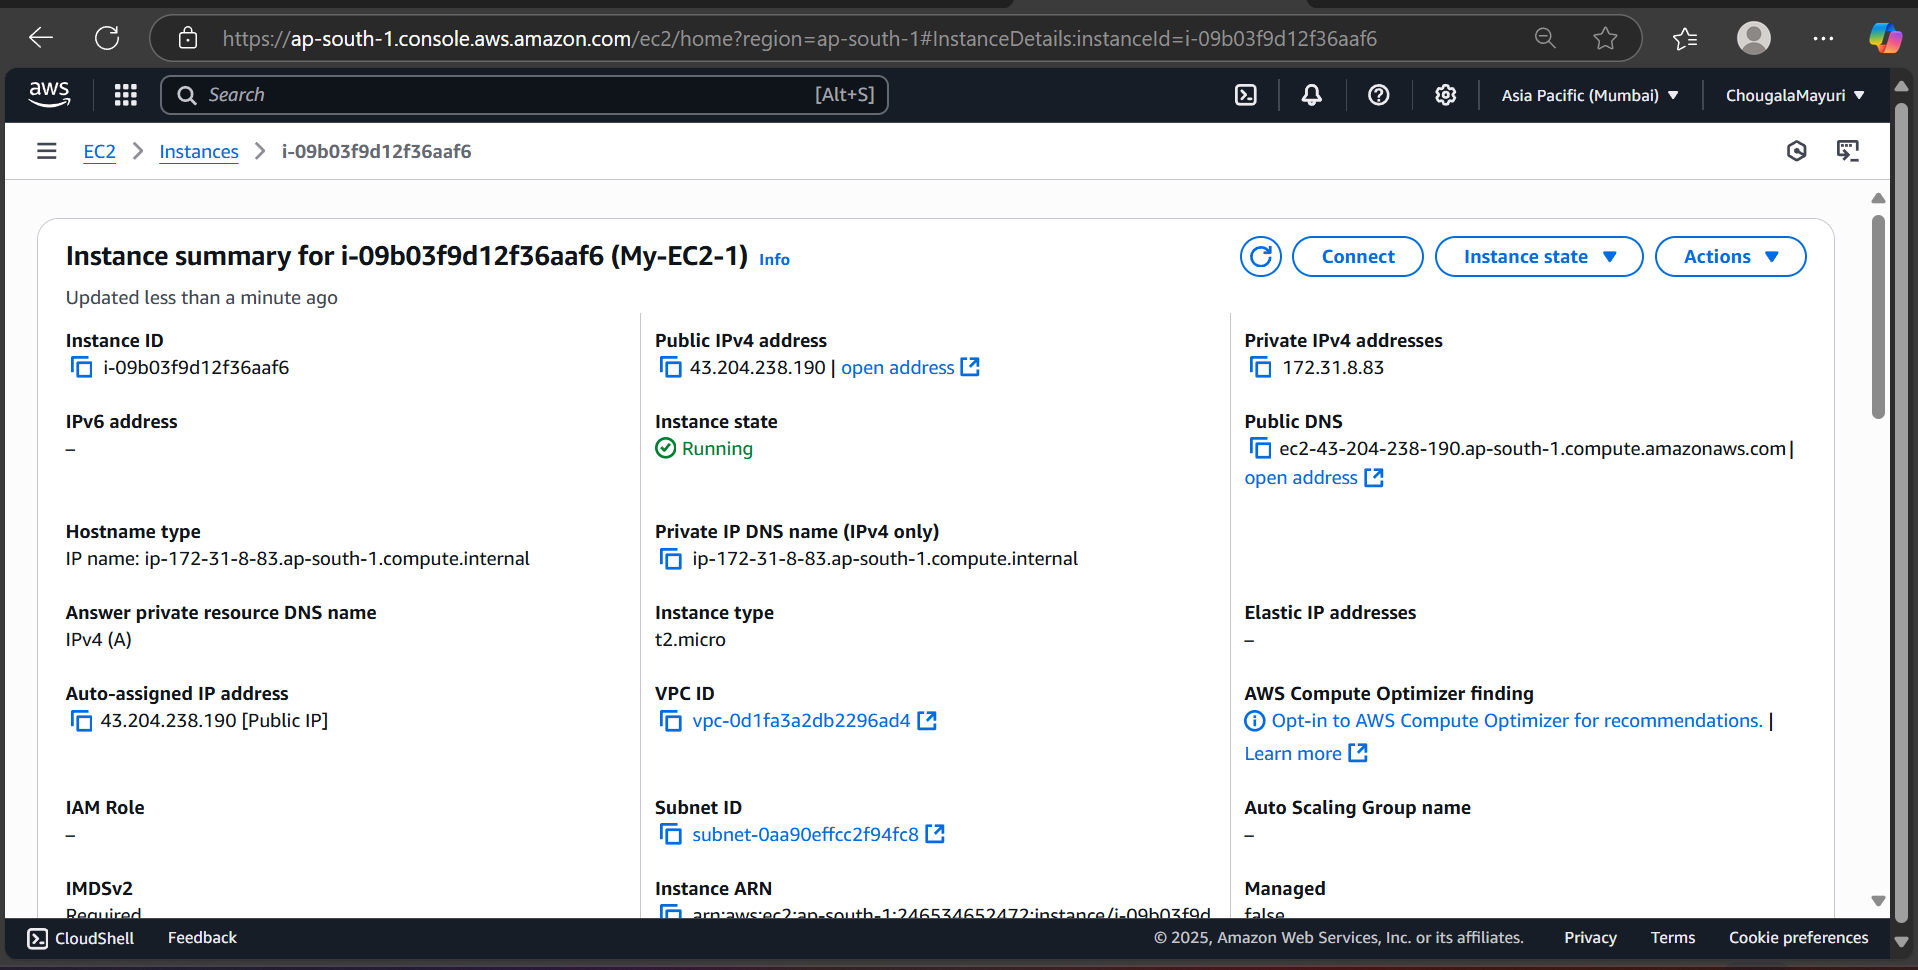 https://ap-south-1.console.aws.amazon.com/ec2/home?region=ap-south-1#InstanceDetails:instanceId=i-09b03f9d12f36aaf6
aws
Search
[Alt+S]
Asia Pacific (Mumbai)
ChougalaMayuri
EC2
Instances
i-09b03f9d12f36aaf6
Instance summary for i-09b03f9d12f36aaf6 (My-EC2-1) Info
Connect
Instance state
Actions
Updated less than a minute ago
Instance ID
i-09b03f9d12f36aaf6
Public IPv4 address
43.204.238.190 | open address
Private IPv4 addresses
172.31.8.83
IPv6 address
–
Instance state
Running
Public DNS
ec2-43-204-238-190.ap-south-1.compute.amazonaws.com |
open address
Hostname type
IP name: ip-172-31-8-83.ap-south-1.compute.internal
Private IP DNS name (IPv4 only)
ip-172-31-8-83.ap-south-1.compute.internal
Answer private resource DNS name
IPv4 (A)
Instance type
t2.micro
Elastic IP addresses
–
Auto-assigned IP address
43.204.238.190 [Public IP]
VPC ID
vpc-0d1fa3a2db2296ad4
AWS Compute Optimizer finding
Opt-in to AWS Compute Optimizer for recommendations. |
Learn more
IAM Role
–
Subnet ID
subnet-0aa90effcc2f94fc8
Auto Scaling Group name
–
IMDSv2
Required
Instance ARN
arn:aws:ec2:ap-south-1:246534652472:instance/i-09b03f9d
Managed
false
CloudShell
Feedback
© 2025, Amazon Web Services, Inc. or its affiliates.
Privacy
Terms
Cookie preferences